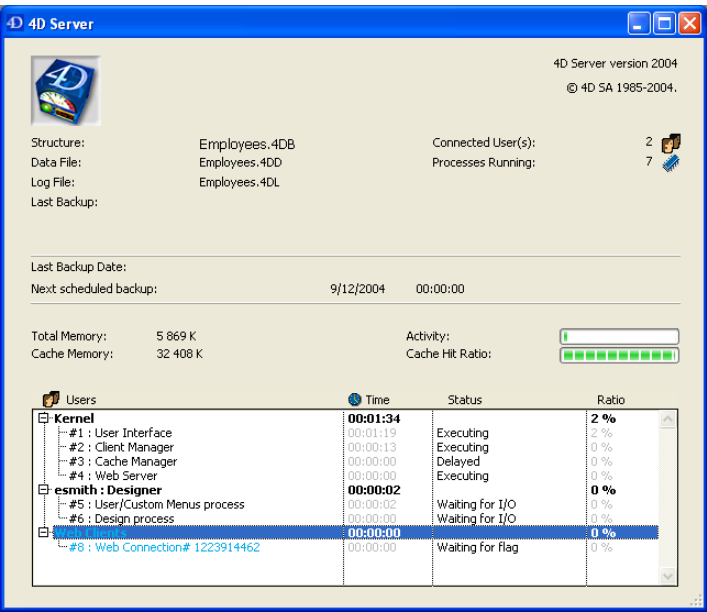 4D Server
4D Server version 2004
© 4D SA 1985-2004.
4D
Structure: Employees.4DB Connected User(s): 2
Data File: Employees.4DD Processes Running: 7
Log File: Employees.4DL
Last Backup:
Last Backup Date:
Next scheduled backup: 9/12/2004 00:00:00
Total Memory: 5 869 K Activity:
Cache Memory: 32 408 K Cache Hit Ratio:
Users Time Status Ratio
Kernel 00:01:34 2 %
#1 : User Interface 00:01:19 Executing 2 %
#2 : Client Manager 00:00:13 Executing 0 %
#3 : Cache Manager 00:00:00 Delayed 0 %
#4 : Web Server 00:00:00 Executing 0 %
esmith : Designer 00:00:02 0 %
#5 : User/Custom Menus process 00:00:02 Waiting for I/O 0 %
#6 : Design process 00:00:00 Waiting for I/O 0 %
Web Clients 00:00:00 0 %
#8 : Web Connection# 1223914462 00:00:00 Waiting for flag 0 %